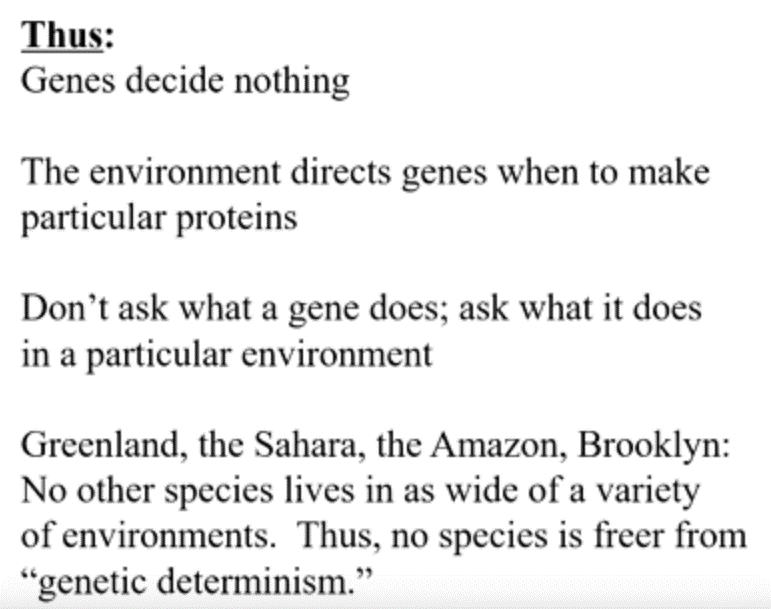 Thus:
Genes decide nothing
The environment directs genes when to make
particular proteins
Don’t ask what a gene does; ask what it does
in a particular environment
Greenland, the Sahara, the Amazon, Brooklyn:
No other species lives in as wide of a variety
of environments.  Thus, no species is freer from
“genetic determinism.”